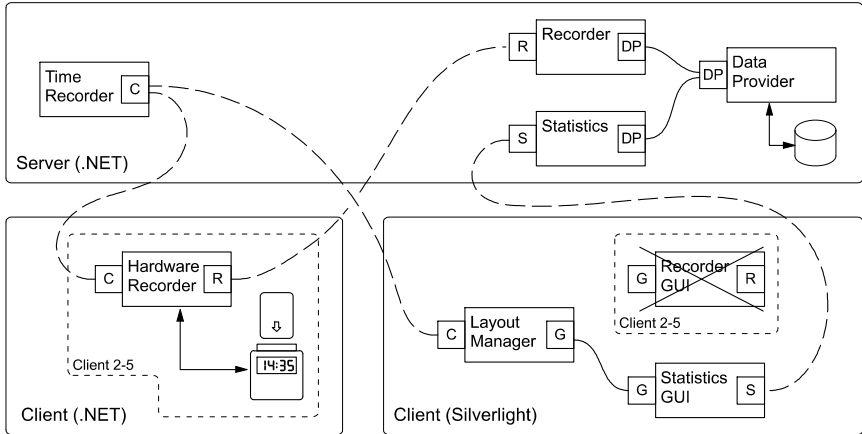 Time
Recorder
C
R
Recorder
DP
DP
Data
Provider
S
Statistics
DP
Server (.NET)
C
Hardware
Recorder
R
14:35
Client 2-5
Client (.NET)
G
Recorder
GUI
R
Client 2-5
C
Layout
Manager
G
G
Statistics
GUI
S
Client (Silverlight)